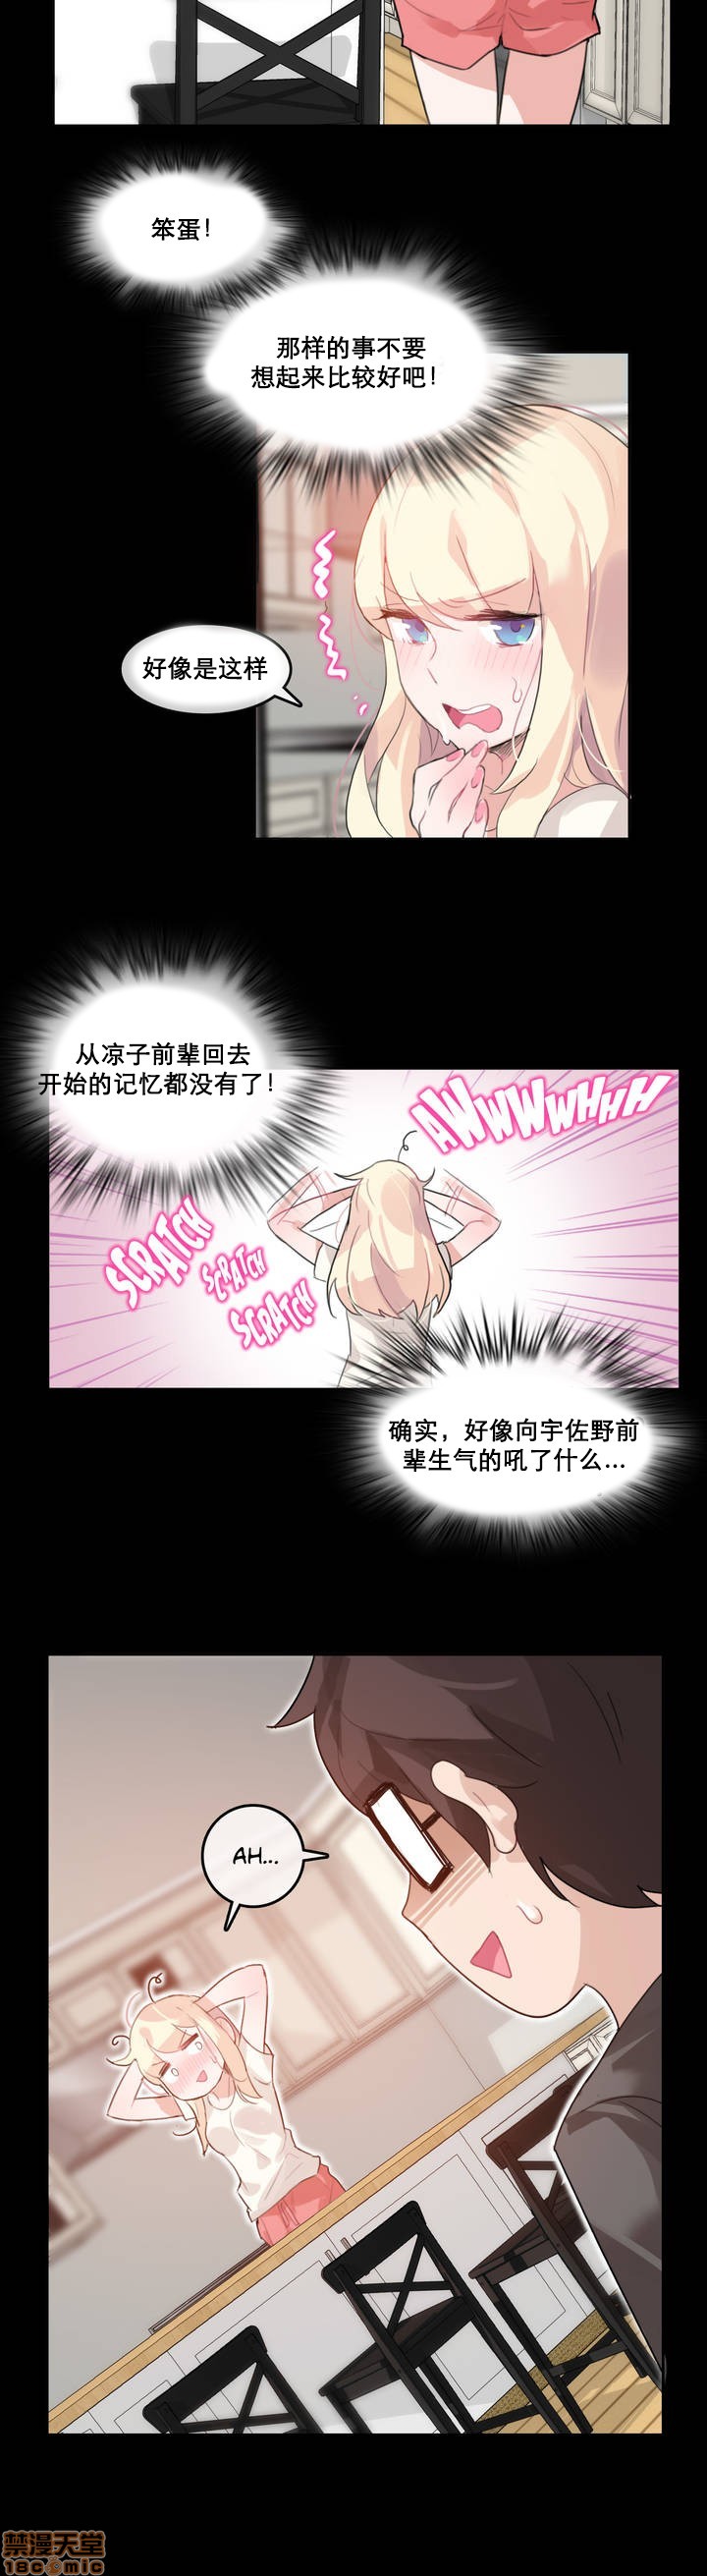 笨蛋!
那样的事不要
想起来比较好吧!
好像是这样
从凉子前辈回去
开始的记忆都没有了!
AWWWWHHH
SCRATCH
SCRATCH
SCRATCH
确实，好像向宇佐野前
辈生气的吼了什么…
AH...
禁漫天堂
18comic